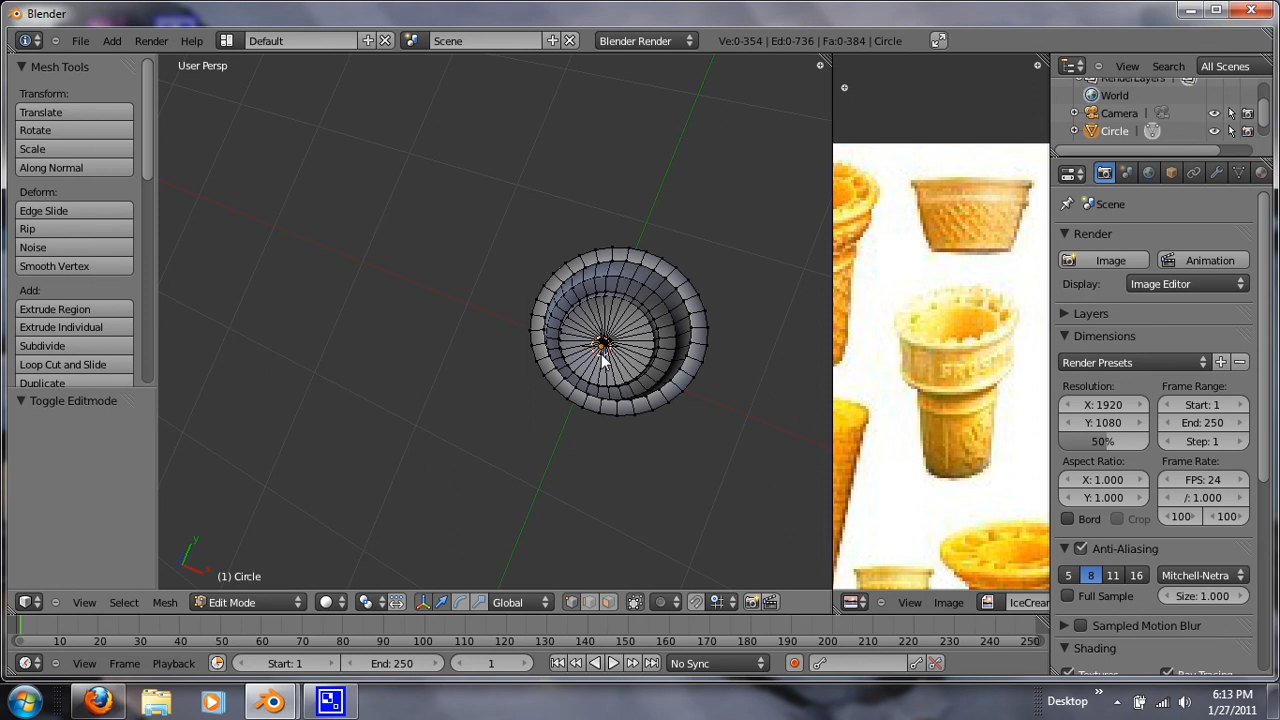 Blender
File Add Render Help Default Scene Blender Render Ve:0-354 | Ed:0-736 | Fa:0-384 | Circle
Mesh Tools
Transform:
Translate
Rotate
Scale
Along Normal
Deform:
Edge Slide
Rip
Noise
Smooth Vertex
Add:
Extrude Region
Extrude Individual
Subdivide
Loop Cut and Slide
Duplicate
Toggle Editmode
User Persp
y
(1) Circle
View Select Mesh Edit Mode Global
View Image IceCrear
View Search All Scenes
RenderLayers
World
Camera
Circle
Scene
Render
Image Animation
Display: Image Editor
Layers
Dimensions
Render Presets
Resolution: Frame Range:
X: 1920 Start: 1
Y: 1080 End: 250
50% Step: 1
Aspect Ratio: Frame Rate:
X: 1.000 FPS: 24
Y: 1.000 /: 1.000
Bord Crop 100 100
Anti-Aliasing
5 8 11 16 Mitchell-Netra
Full Sample Size: 1.000
Sampled Motion Blur
Shading
Textures Ray Tracing
10 20 30 40 50 60 70 80 90 100 110 120 130 140 150 160 170 180 190 200 210 220 230 240 250
View Frame Playback Start: 1 End: 250 1 No Sync
Desktop
6:13 PM
1/27/2011